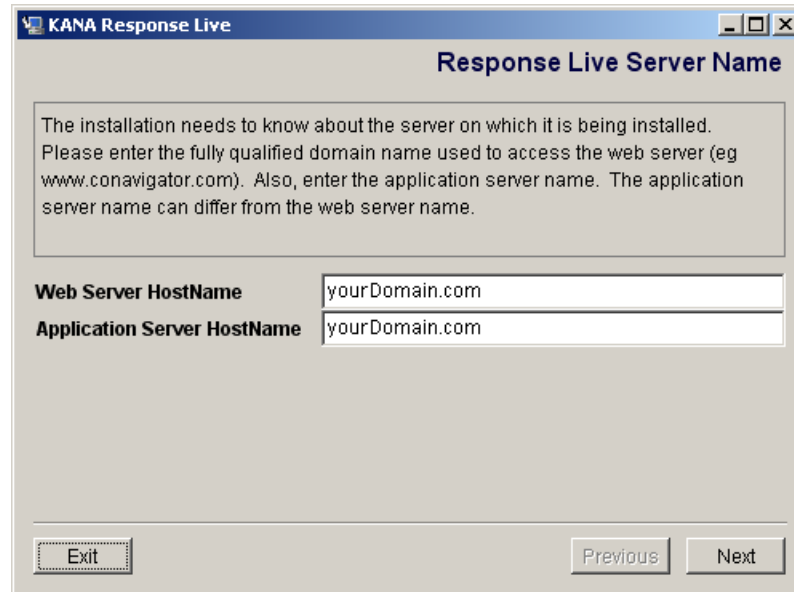 KANA Response Live
Response Live Server Name
The installation needs to know about the server on which it is being installed.
Please enter the fully qualified domain name used to access the web server (eg
www.conavigator.com). Also, enter the application server name. The application
server name can differ from the web server name.
Web Server HostName yourDomain.com
Application Server HostName yourDomain.com
Exit Previous Next